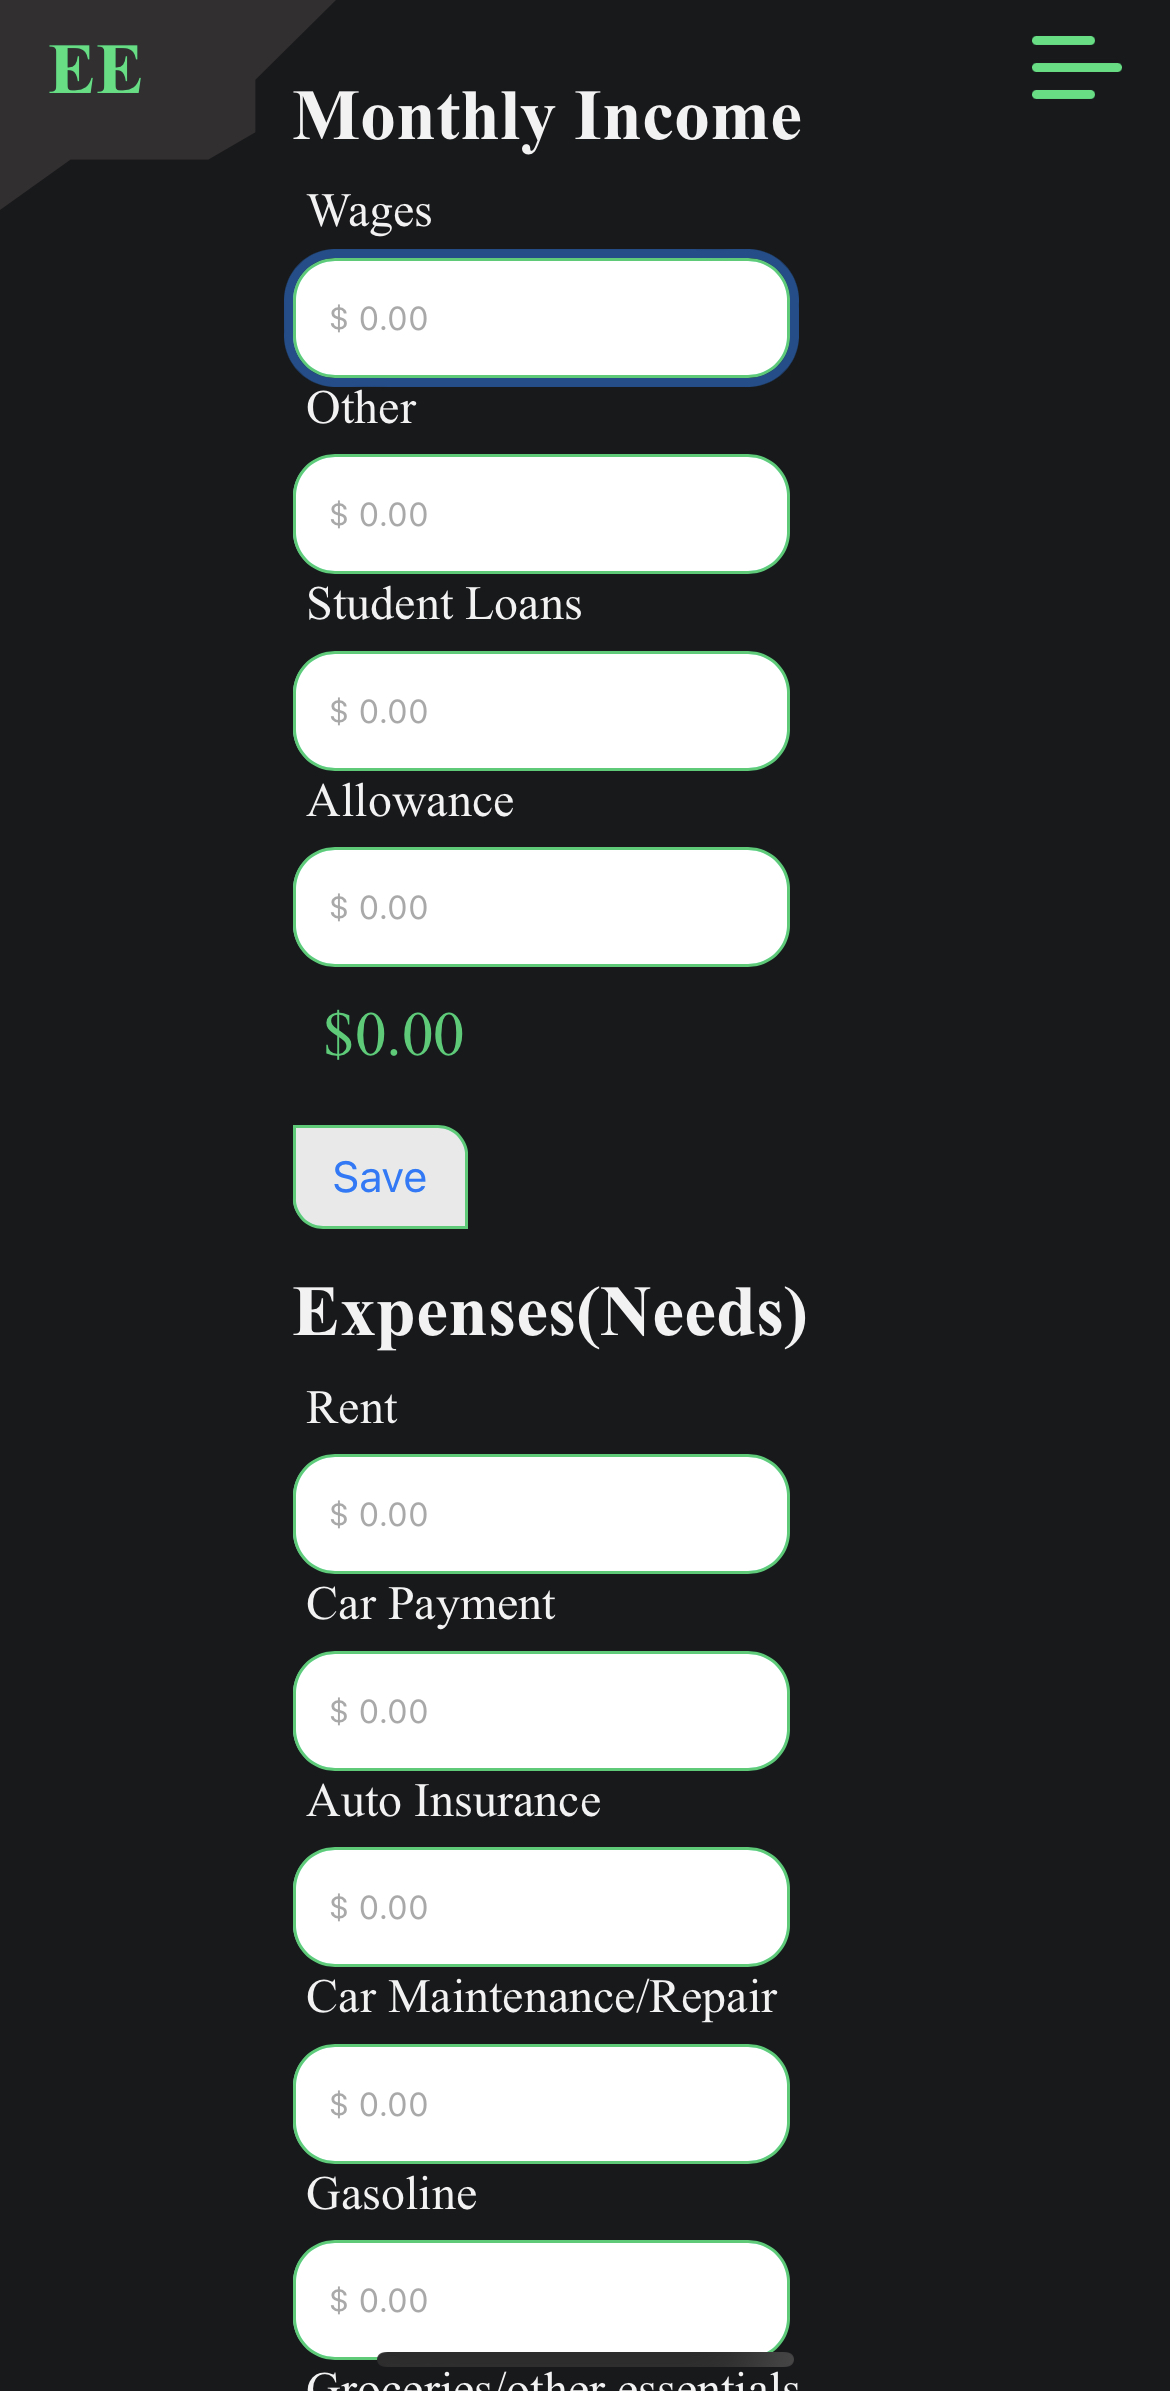 EE
Monthly Income
Wages
$ 0.00
Other
$ 0.00
Student Loans
$ 0.00
Allowance
$ 0.00
$0.00
Save
Expenses(Needs)
Rent
$ 0.00
Car Payment
$ 0.00
Auto Insurance
$ 0.00
Car Maintenance/Repair
$ 0.00
Gasoline
$ 0.00
Groceries/other essentials